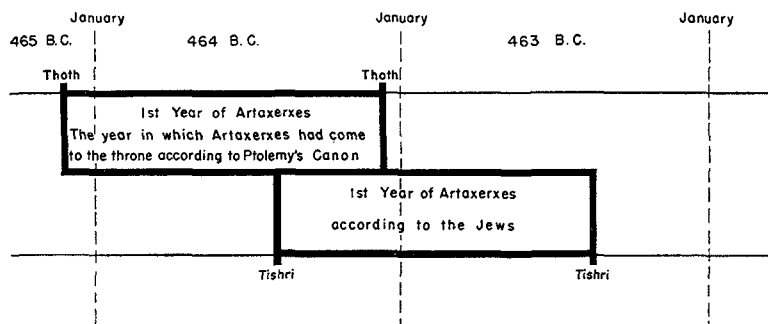 January January January
465 B.C. 464 B.C. 463 B.C.
Thoth Thoth
1st Year of Artaxerxes
The year in which Artaxerxes had come
to the throne according to Ptolemy's Canon
1st Year of Artaxerxes
according to the Jews
Tishri Tishri